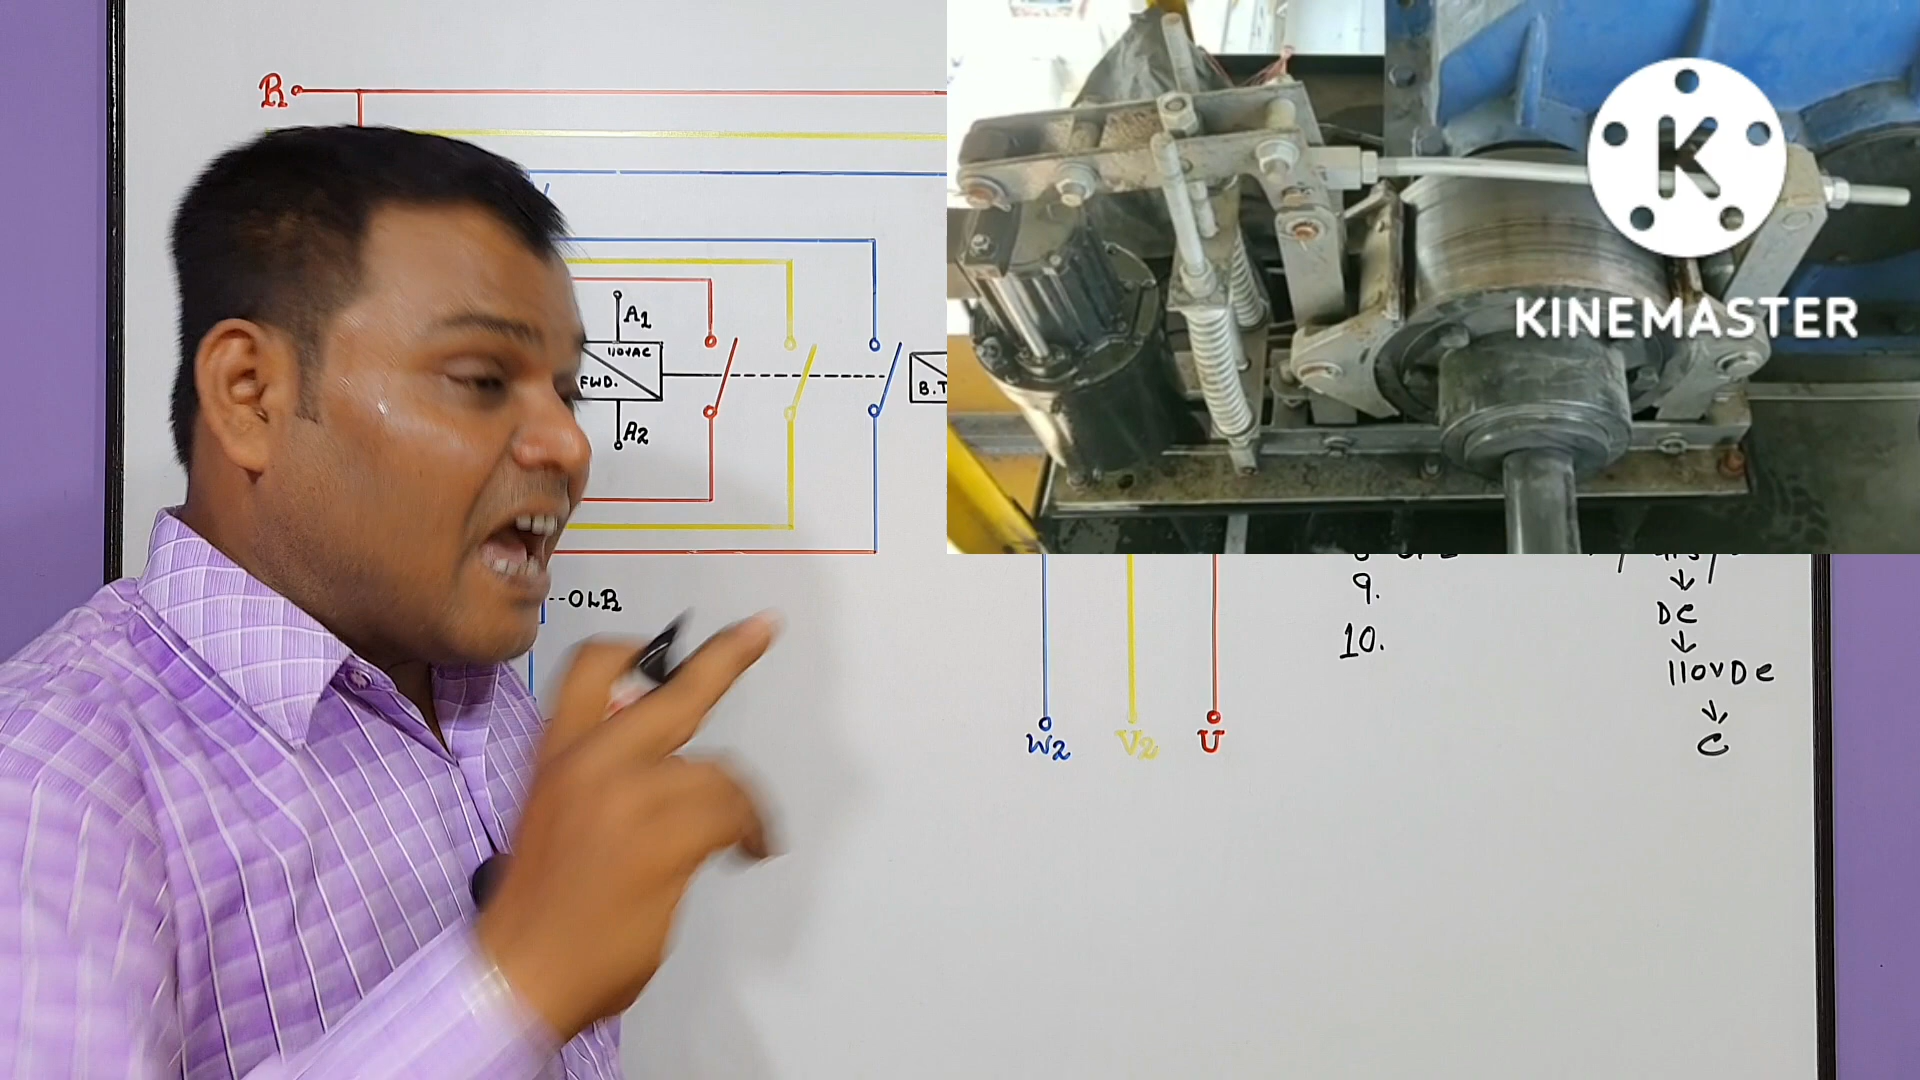 R
A1
110VAC
FWD.
A2
B.T
--OLR
9.
DC
10.
110VDC
C
W2
V2
U
K
KINEMASTER